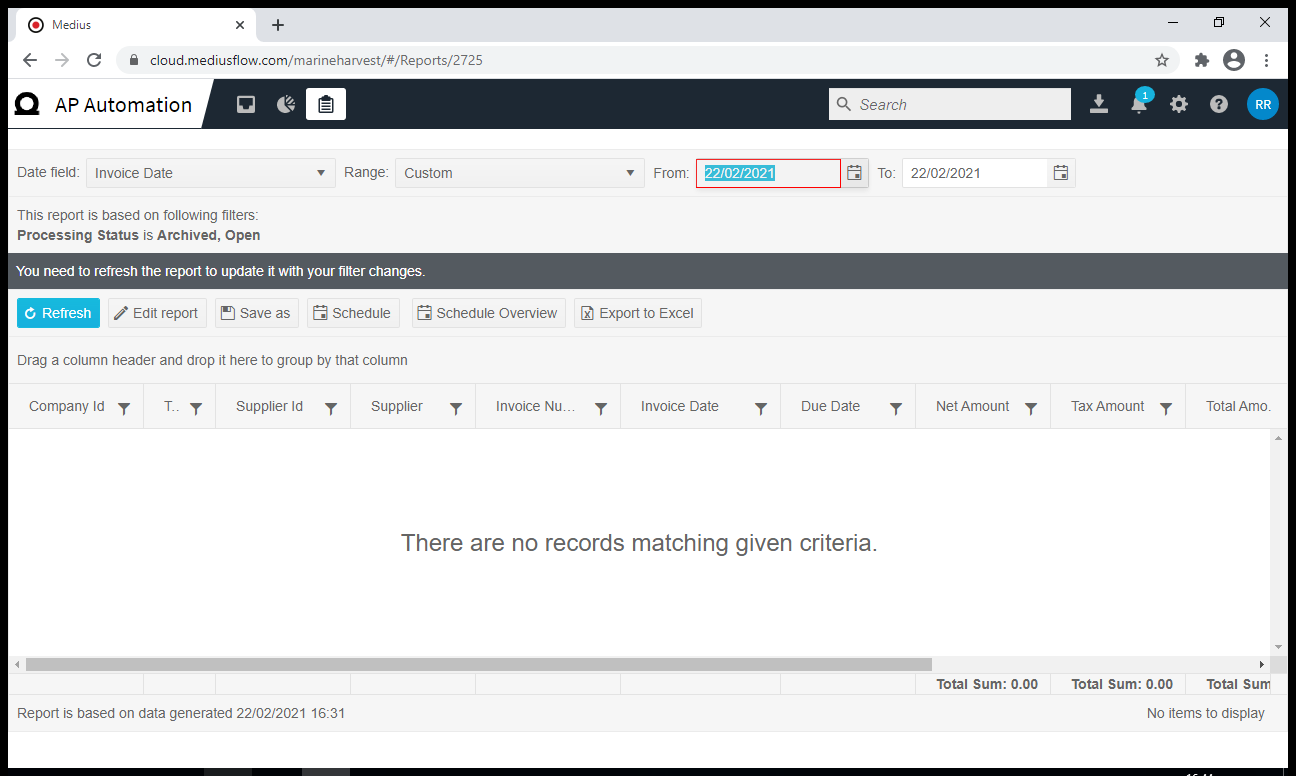 Medius
cloud.mediusflow.com/marineharvest/#/Reports/2725
AP Automation
Search
1
RR
Date field: Invoice Date Range: Custom From: 22/02/2021 To: 22/02/2021
This report is based on following filters:
Processing Status is Archived, Open
You need to refresh the report to update it with your filter changes.
Refresh Edit report Save as Schedule Schedule Overview Export to Excel
Drag a column header and drop it here to group by that column
Company Id T.. Supplier Id Supplier Invoice Nu... Invoice Date Due Date Net Amount Tax Amount Total Amo.
There are no records matching given criteria.
Total Sum: 0.00 Total Sum: 0.00 Total Sum
Report is based on data generated 22/02/2021 16:31 No items to display